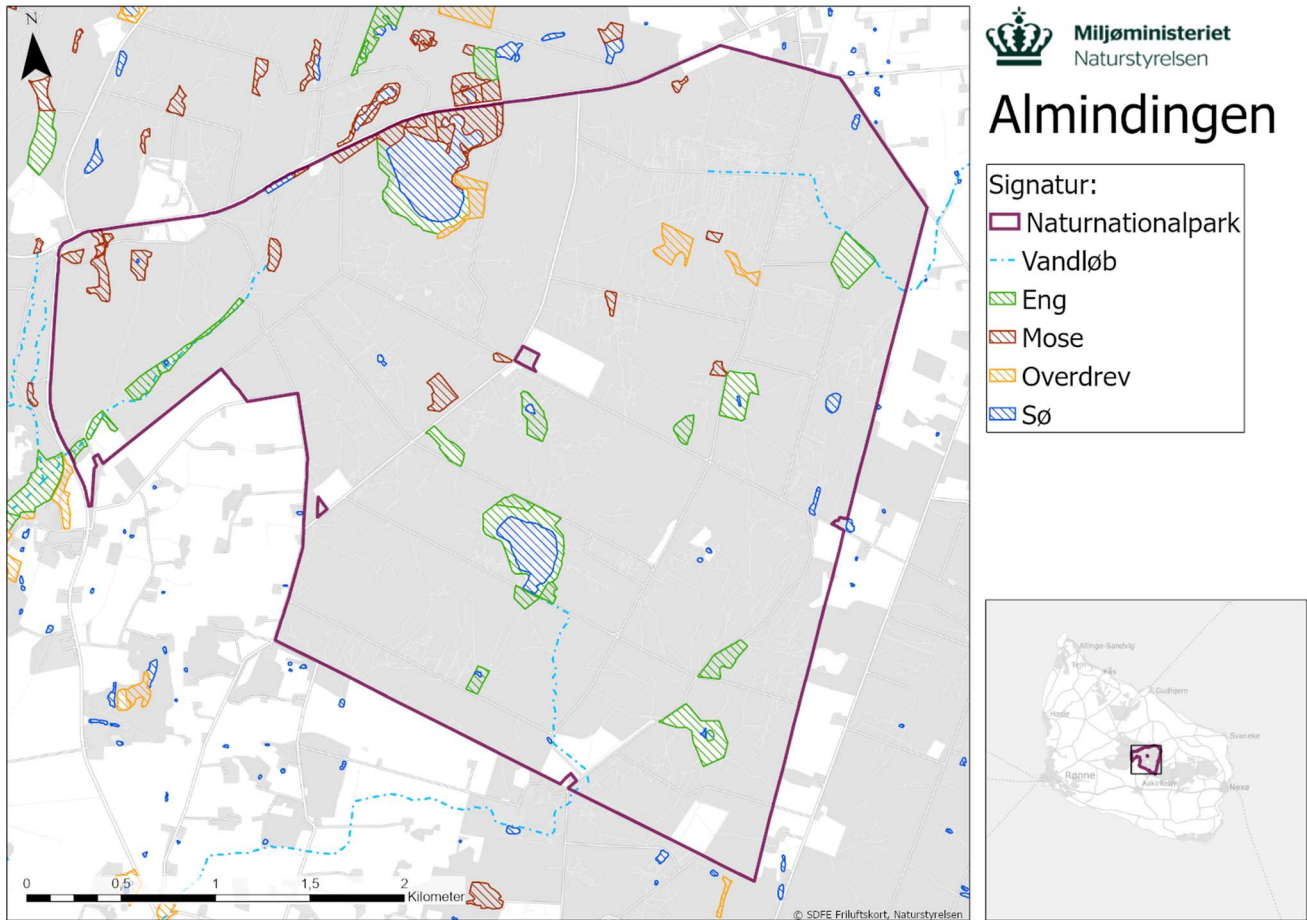 N
Miljøministeriet
Naturstyrelsen
Almindingen
Signatur:
Naturnationalpark
Vandløb
Eng
Mose
Overdrev
Sø
Allinge-Sandvig
Tejn
Gudhjem
Hasle
Svaneke
Rønne
Aakirkeby
Nexø
0 0,5 1 1,5 2
Kilometer
© SDFE Friluftskort, Naturstyrelsen